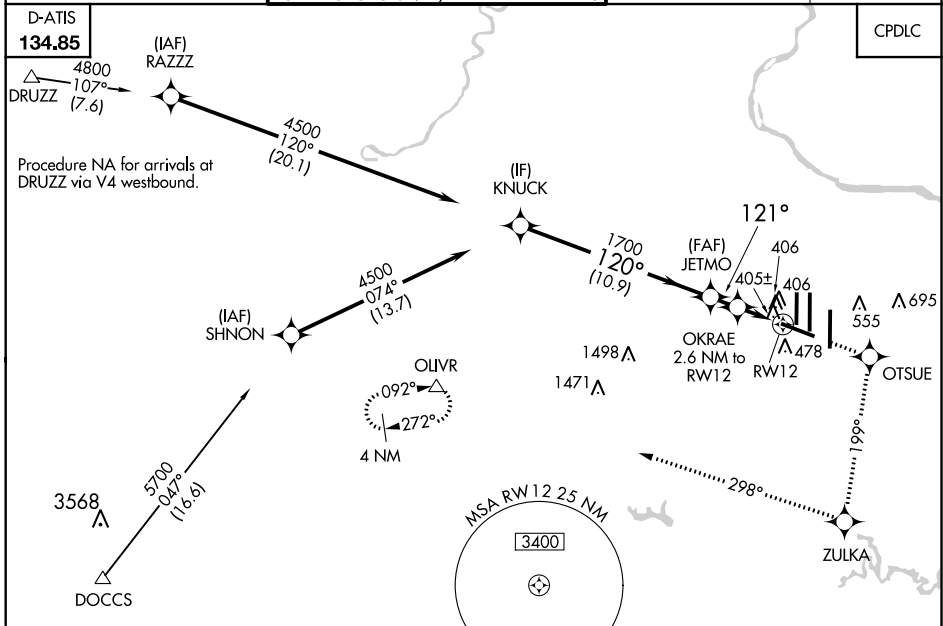 D-ATIS
134.85
CPDLC
(IAF)
RAZZZ
DRUZZ
4800
107°
(7.6)
4500
120°
(20.1)
Procedure NA for arrivals at
DRUZZ via V4 westbound.
(IF)
KNUCK
1700
120°
(10.9)
121°
(FAF)
JETMO
406
405±
406
555
695
4500
074°
(13.7)
(IAF)
SHNON
OKRAE
2.6 NM to
RW12
RW12
478
OTSUE
1498
1471
OLIVR
092°
272°
4 NM
199°
298°
ZULKA
5700
047°
(16.6)
3568
DOCCS
MSA RW12 25 NM
3400